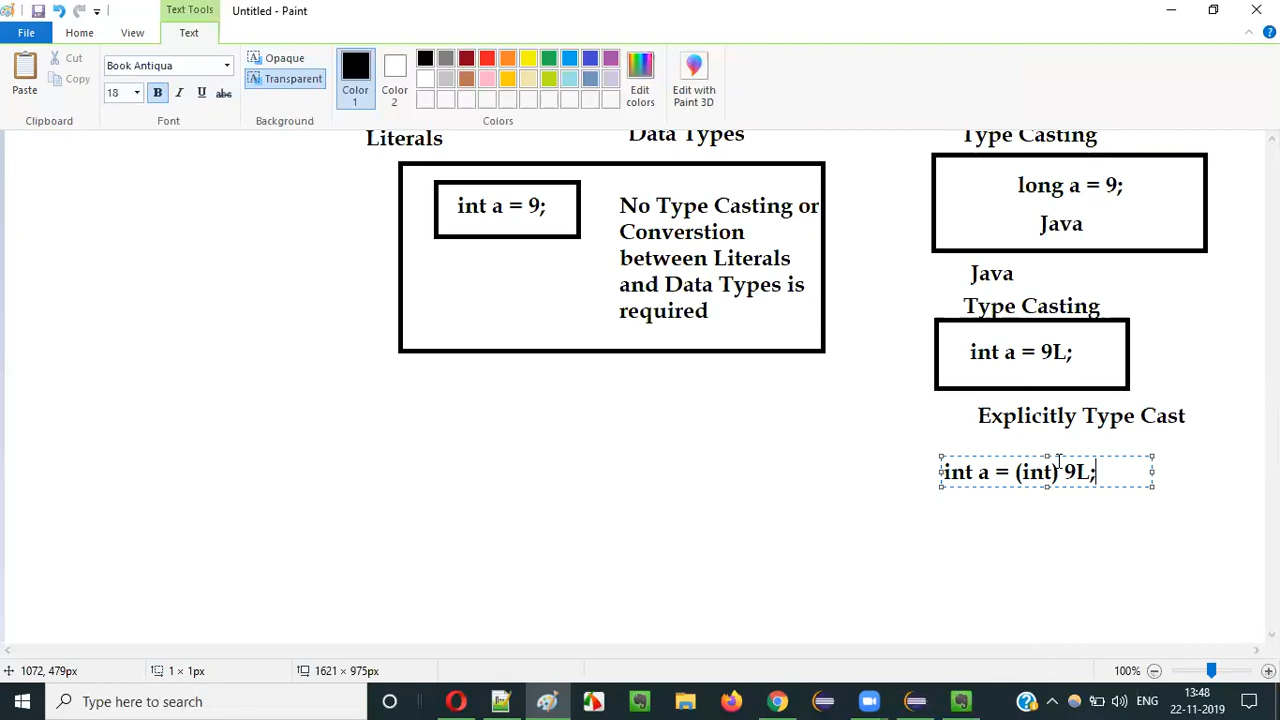 Text Tools
Untitled - Paint
File
Home
View
Text
Paste
Cut
Copy
Clipboard
Book Antiqua
18
B
I
U
abc
Font
Opaque
Transparent
Background
Color
1
Color
2
Edit
colors
Colors
Edit with
Paint 3D
Literals
Data Types
int a = 9;
No Type Casting or
Converstion
between Literals
and Data Types is
required
Type Casting
long a = 9;
Java
Java
Type Casting
int a = 9L;
Explicitly Type Cast
int a = (int) 9L;
1072, 479px
1 × 1px
1621 × 975px
100%
Type here to search
ENG
13:48
22-11-2019